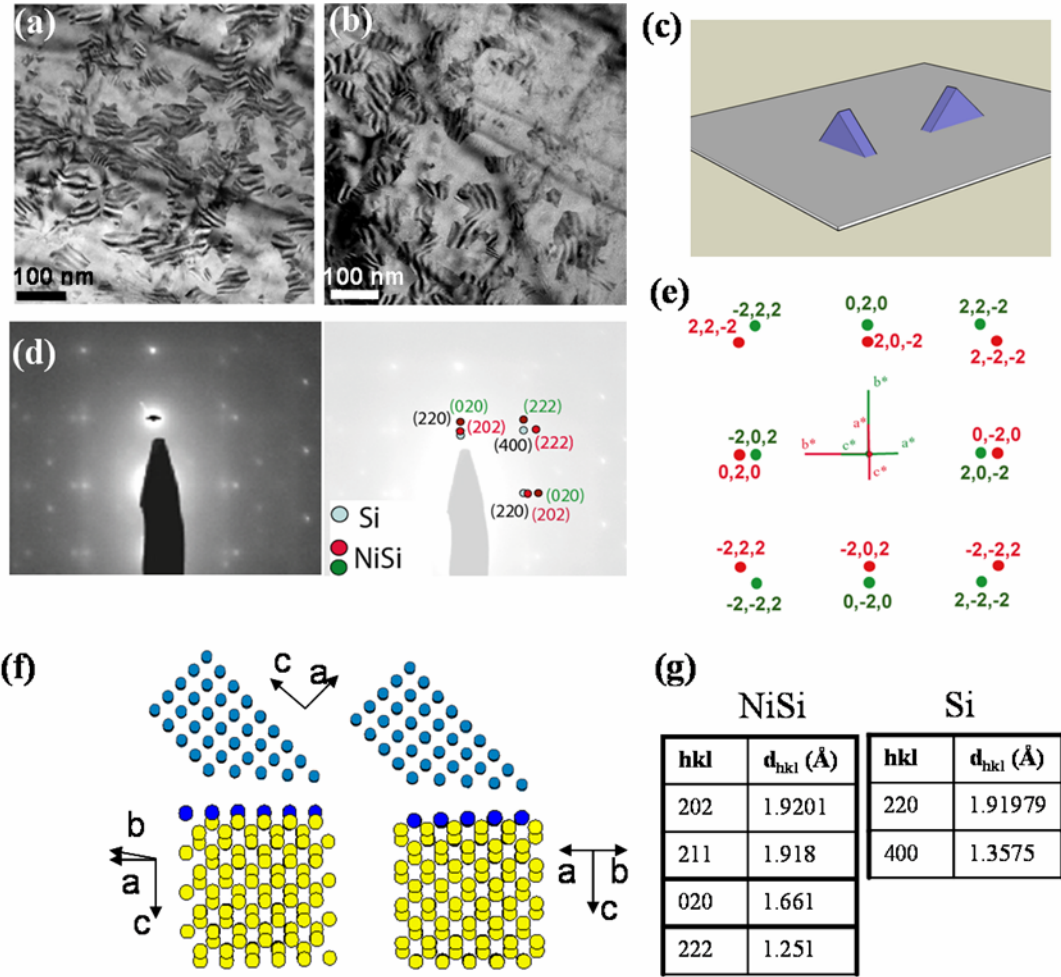 (a)
100 nm
(b)
100 nm
(c)
(d)
(220)
(020)
(202)
(222)
(400)
(222)
(220)
(020)
(202)
Si
NiSi
(e)
-2,2,2
0,2,0
2,2,-2
2,2,-2
2,0,-2
2,-2,-2
b*
a*
-2,0,2
b*
c*
a*
0,-2,0
0,2,0
c*
2,0,-2
-2,2,2
-2,0,2
-2,-2,2
-2,-2,2
0,-2,0
2,-2,-2
(f)
c
a
b
a
c
a
b
c
(g)
NiSi
hkl dhkl (Å)
202 1.9201
211 1.918
020 1.661
222 1.251
Si
hkl dhkl (Å)
220 1.91979
400 1.3575